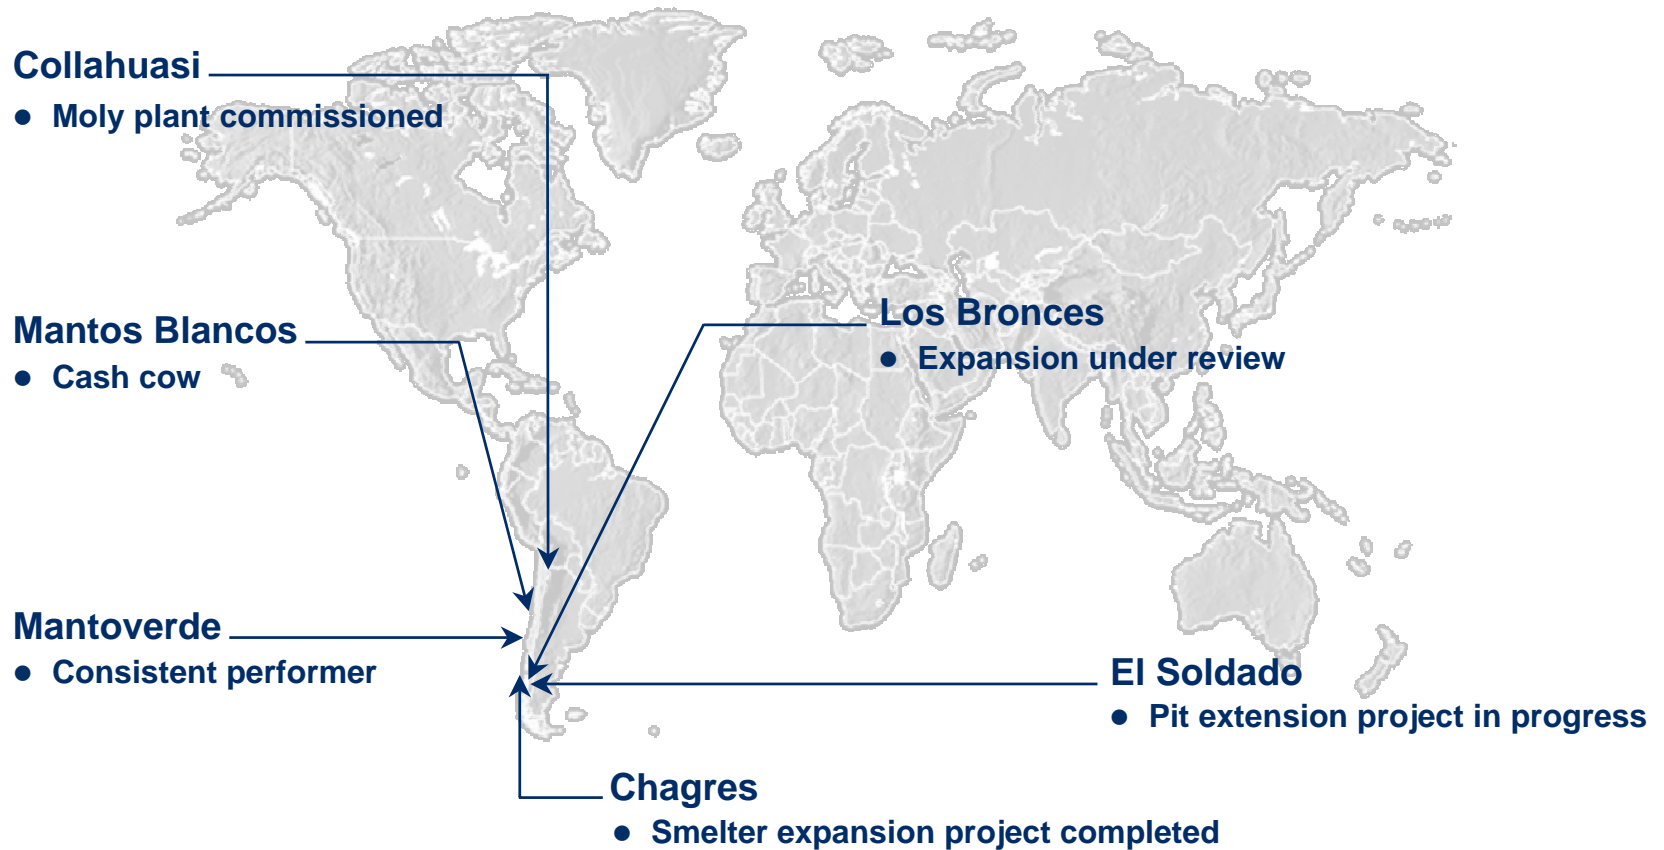 Collahuasi
● Moly plant commissioned
Los Bronces
● Expansion under review
Mantos Blancos
● Cash cow
Mantoverde
● Consistent performer
El Soldado
● Pit extension project in progress
Chagres
● Smelter expansion project completed